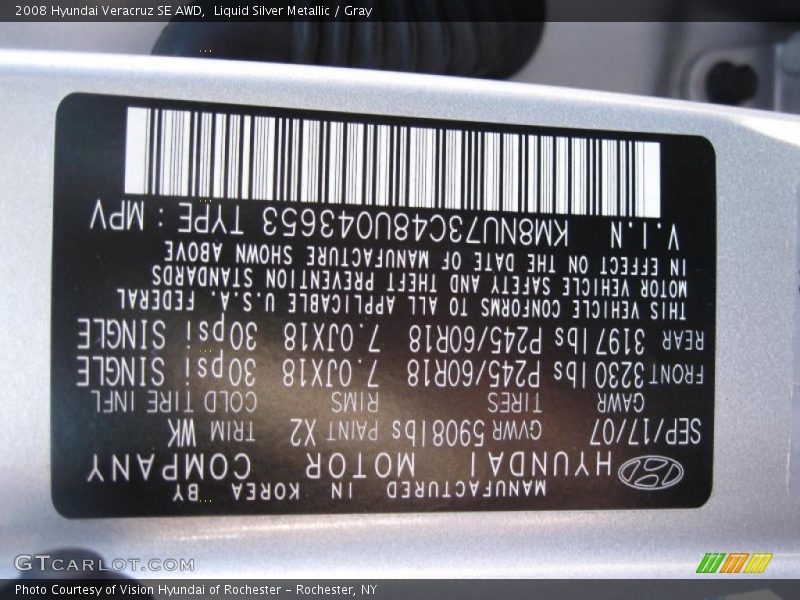 2008 Hyundai Veracruz SE AWD,  Liquid Silver Metallic / Gray
MANUFACTURED IN KOREA BY
HYUNDAI MOTOR COMPANY
SEP/17/07 GVWR 5908lbs PAINT X2 TRIM WK
GAWR TIRES RIMS COLD TIRE INFL
FRONT 3230lbs P245/60R18 7.0JX18 30psi SINGLE
REAR 3197lbs P245/60R18 7.0JX18 30psi SINGLE
THIS VEHICLE CONFORMS TO ALL APPLICABLE U.S.A. FEDERAL
MOTOR VEHICLE SAFETY AND THEFT PREVENTION STANDARDS
IN EFFECT ON THE DATE OF MANUFACTURE SHOWN ABOVE
V.I.N KM8NU73C48U043653 TYPE : MPV
GTCARLOT.COM
Photo Courtesy of Vision Hyundai of Rochester – Rochester, NY